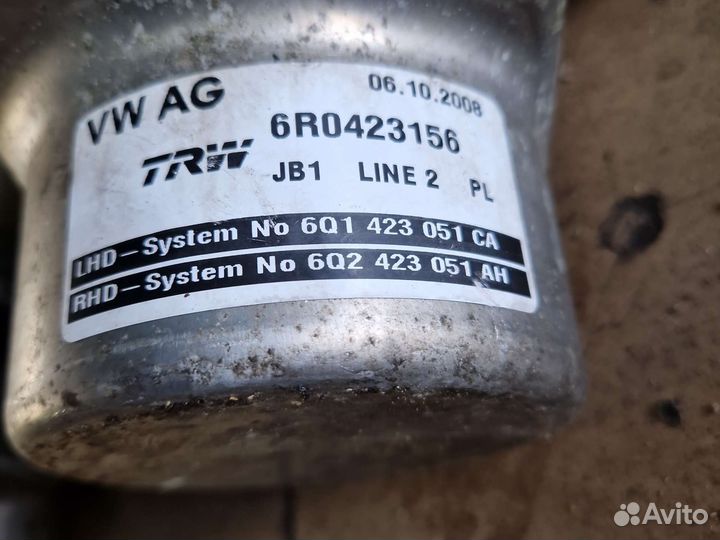 VW AG 06.10.2008
6R0423156
TRW JB1 LINE 2 PL
LHD-System No 6Q1 423 051 CA
RHD-System No 6Q2 423 051 AH
Avito